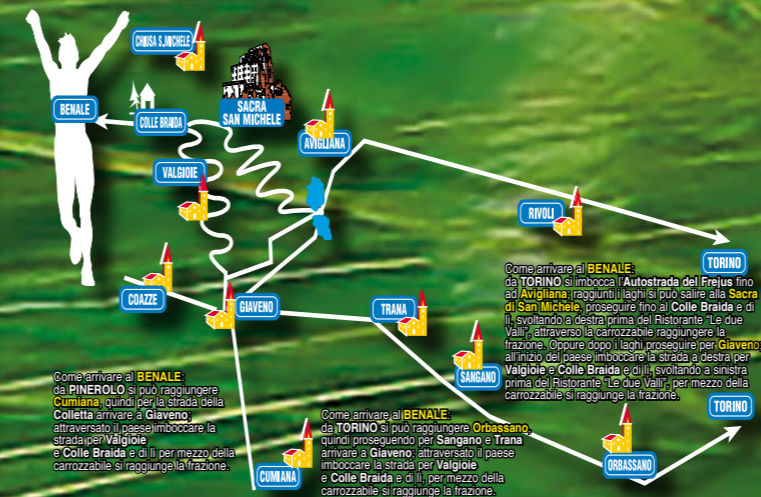 CHIUSA S.MICHELE
BENALE
COLLE BRAIDA
SACRA
SAN MICHELE
AVIGLIANA
VALGIOIE
RIVOLI
TORINO
COAZZE
GIAVENO
TRANA
SANGANO
TORINO
ORBASSANO
CUMIANA
Come arrivare al BENALE:
da TORINO si imbocca l'Autostrada del Frejus fino
ad Avigliana; raggiunti i laghi si può salire alla Sacra
di San Michele, proseguire fino al Colle Braida e di
lì, svoltando a destra prima del Ristorante "Le due
Valli", attraverso la carrozzabile raggiungere la
frazione. Oppure dopo i laghi proseguire per Giaveno;
all'inizio del paese imboccare la strada a destra per
Valgioie e Colle Braida e di lì, svoltando a sinistra
prima del Ristorante "Le due Valli", per mezzo della
carrozzabile si raggiunge la frazione.
Come arrivare al BENALE:
da PINEROLO si può raggiungere
Cumiana, quindi per la strada della
Colletta arrivare a Giaveno;
attraversato il paese imboccare la
strada per Valgioie
e Colle Braida e di lì per mezzo della
carrozzabile si raggiunge la frazione.
Come arrivare al BENALE:
da TORINO si può raggiungere Orbassano,
quindi proseguendo per Sangano e Trana
arrivare a Giaveno; attraversato il paese
imboccare la strada per Valgioie
e Colle Braida e di lì, per mezzo della
carrozzabile si raggiunge la frazione.